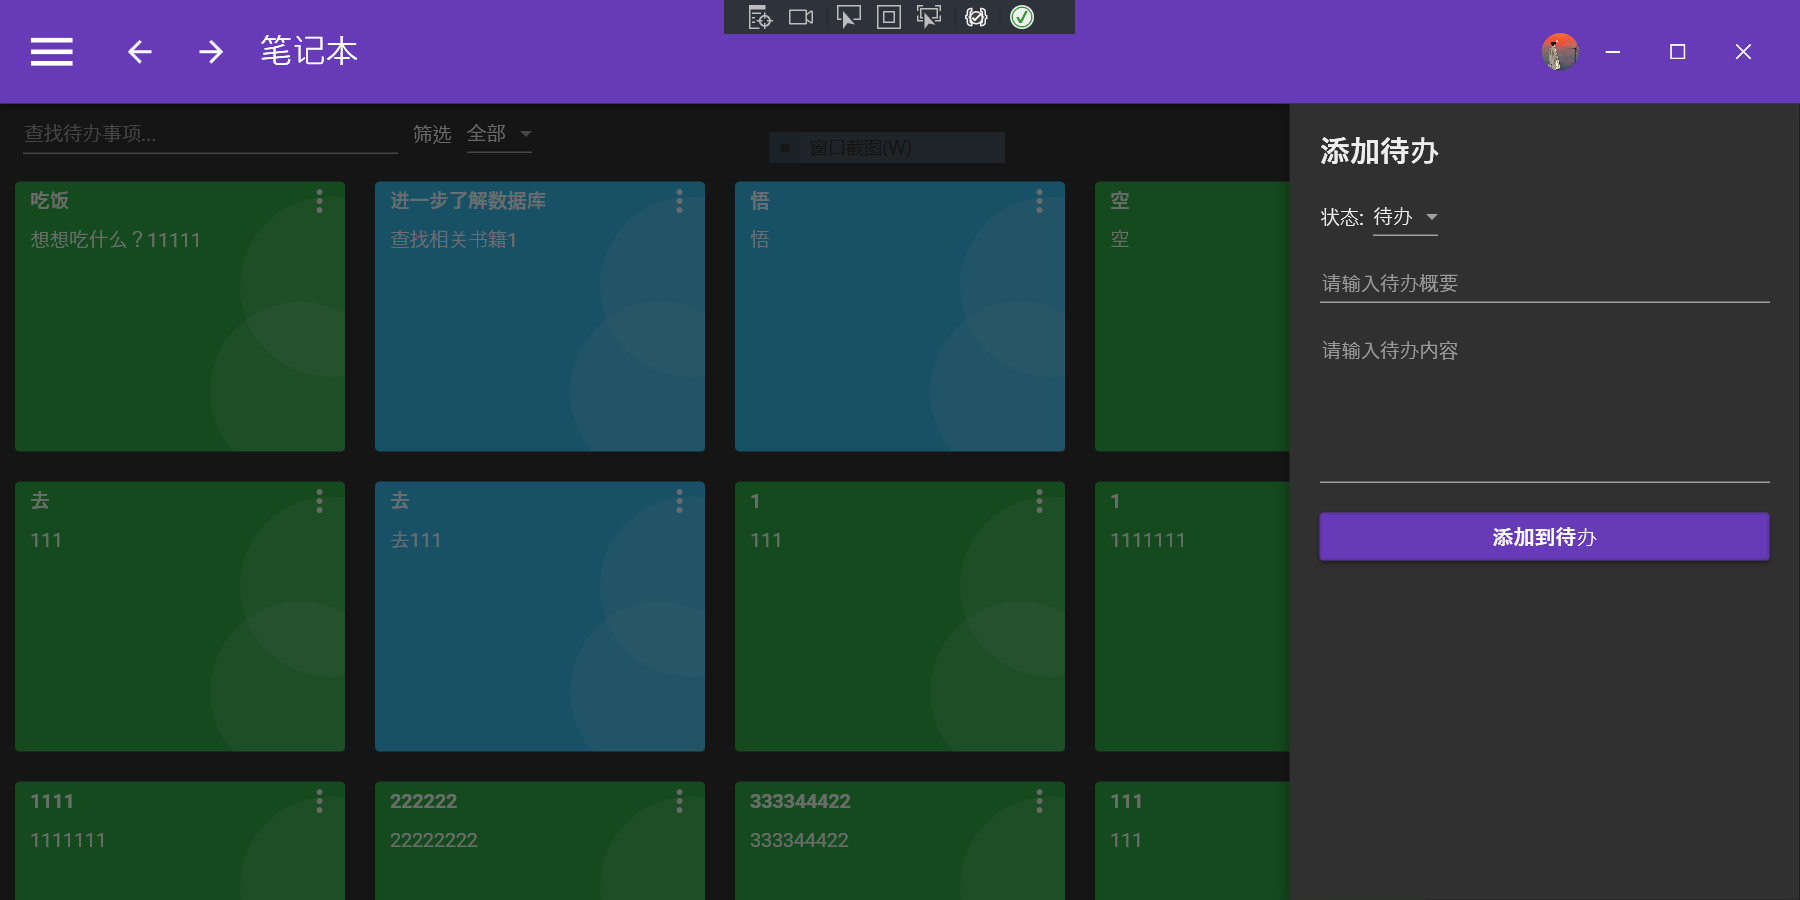 笔记本
查找待办事项...
筛选 全部
窗口截图(W)
吃饭
想想吃什么？11111
进一步了解数据库
查找相关书籍1
悟
悟
空
空
去
111
去
去111
1
111
1
1111111
1111
1111111
222222
22222222
333344422
333344422
111
111
添加待办
状态: 待办
请输入待办概要
请输入待办内容
添加到待办